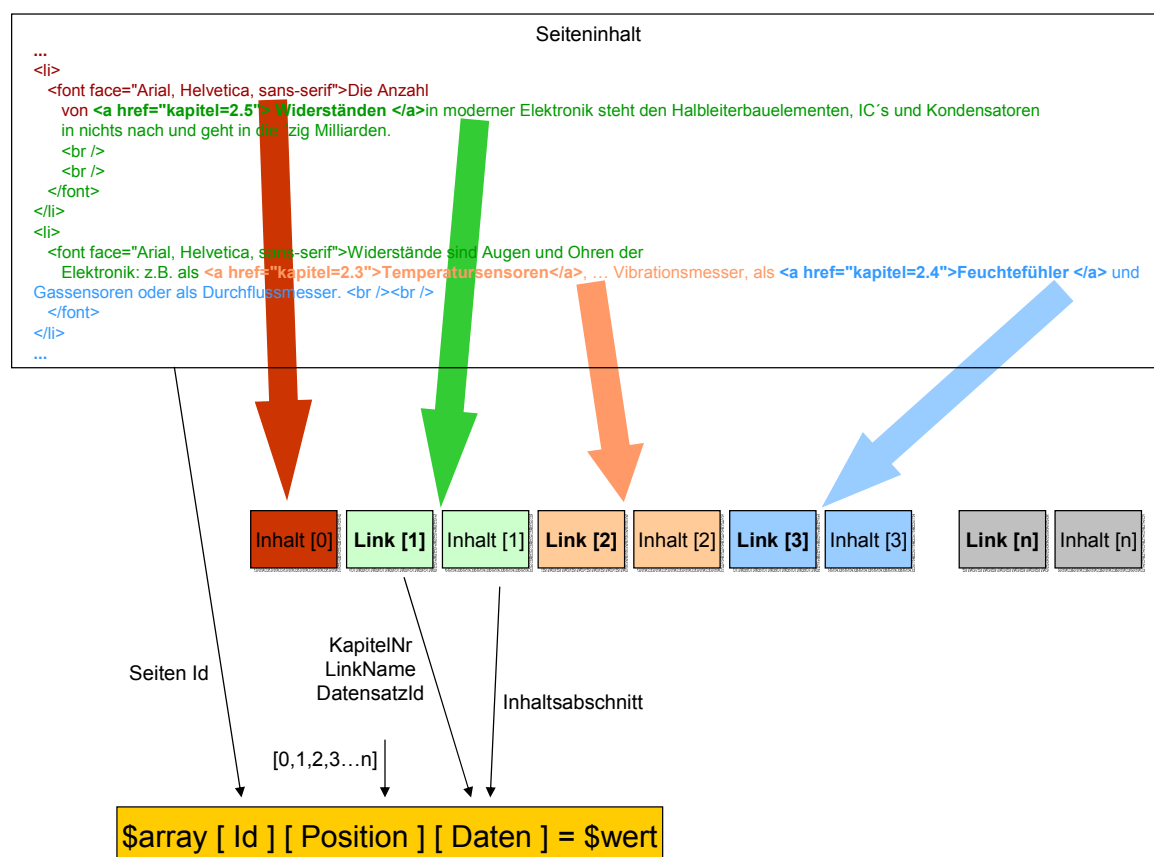 Seiteninhalt
...
<li>
<font face="Arial, Helvetica, sans-serif">Die Anzahl
von <a href="kapitel=2.5"> Widerständen </a>in moderner Elektronik steht den Halbleiterbauelementen, IC´s und Kondensatoren
in nichts nach und geht in die zig Milliarden.
<br />
<br />
</font>
</li>
<li>
<font face="Arial, Helvetica, sans-serif">Widerstände sind Augen und Ohren der
Elektronik: z.B. als <a href="kapitel=2.3">Temperatursensoren</a>, … Vibrationsmesser, als <a href="kapitel=2.4">Feuchtefühler </a> und
Gassensoren oder als Durchflussmesser. <br /><br />
</font>
</li>
...
Inhalt [0] Link [1] Inhalt [1] Link [2] Inhalt [2] Link [3] Inhalt [3] Link [n] Inhalt [n]
KapitelNr
LinkName
DatensatzId
Seiten Id
Inhaltsabschnitt
[0,1,2,3…n]
$array [ Id ] [ Position ] [ Daten ] = $wert